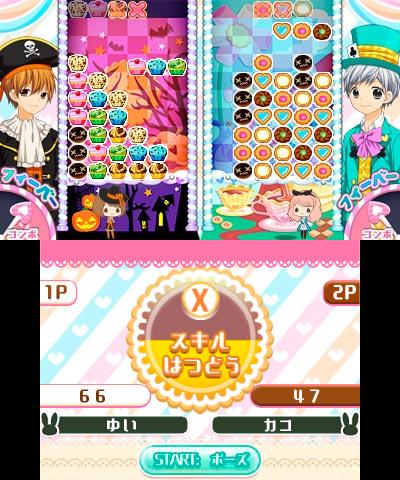 フィーバー
フィーバー
コンボ
コンボ
1P
X
2P
スキル
はつどう
66
47
ゆい
カコ
START: ポーズ